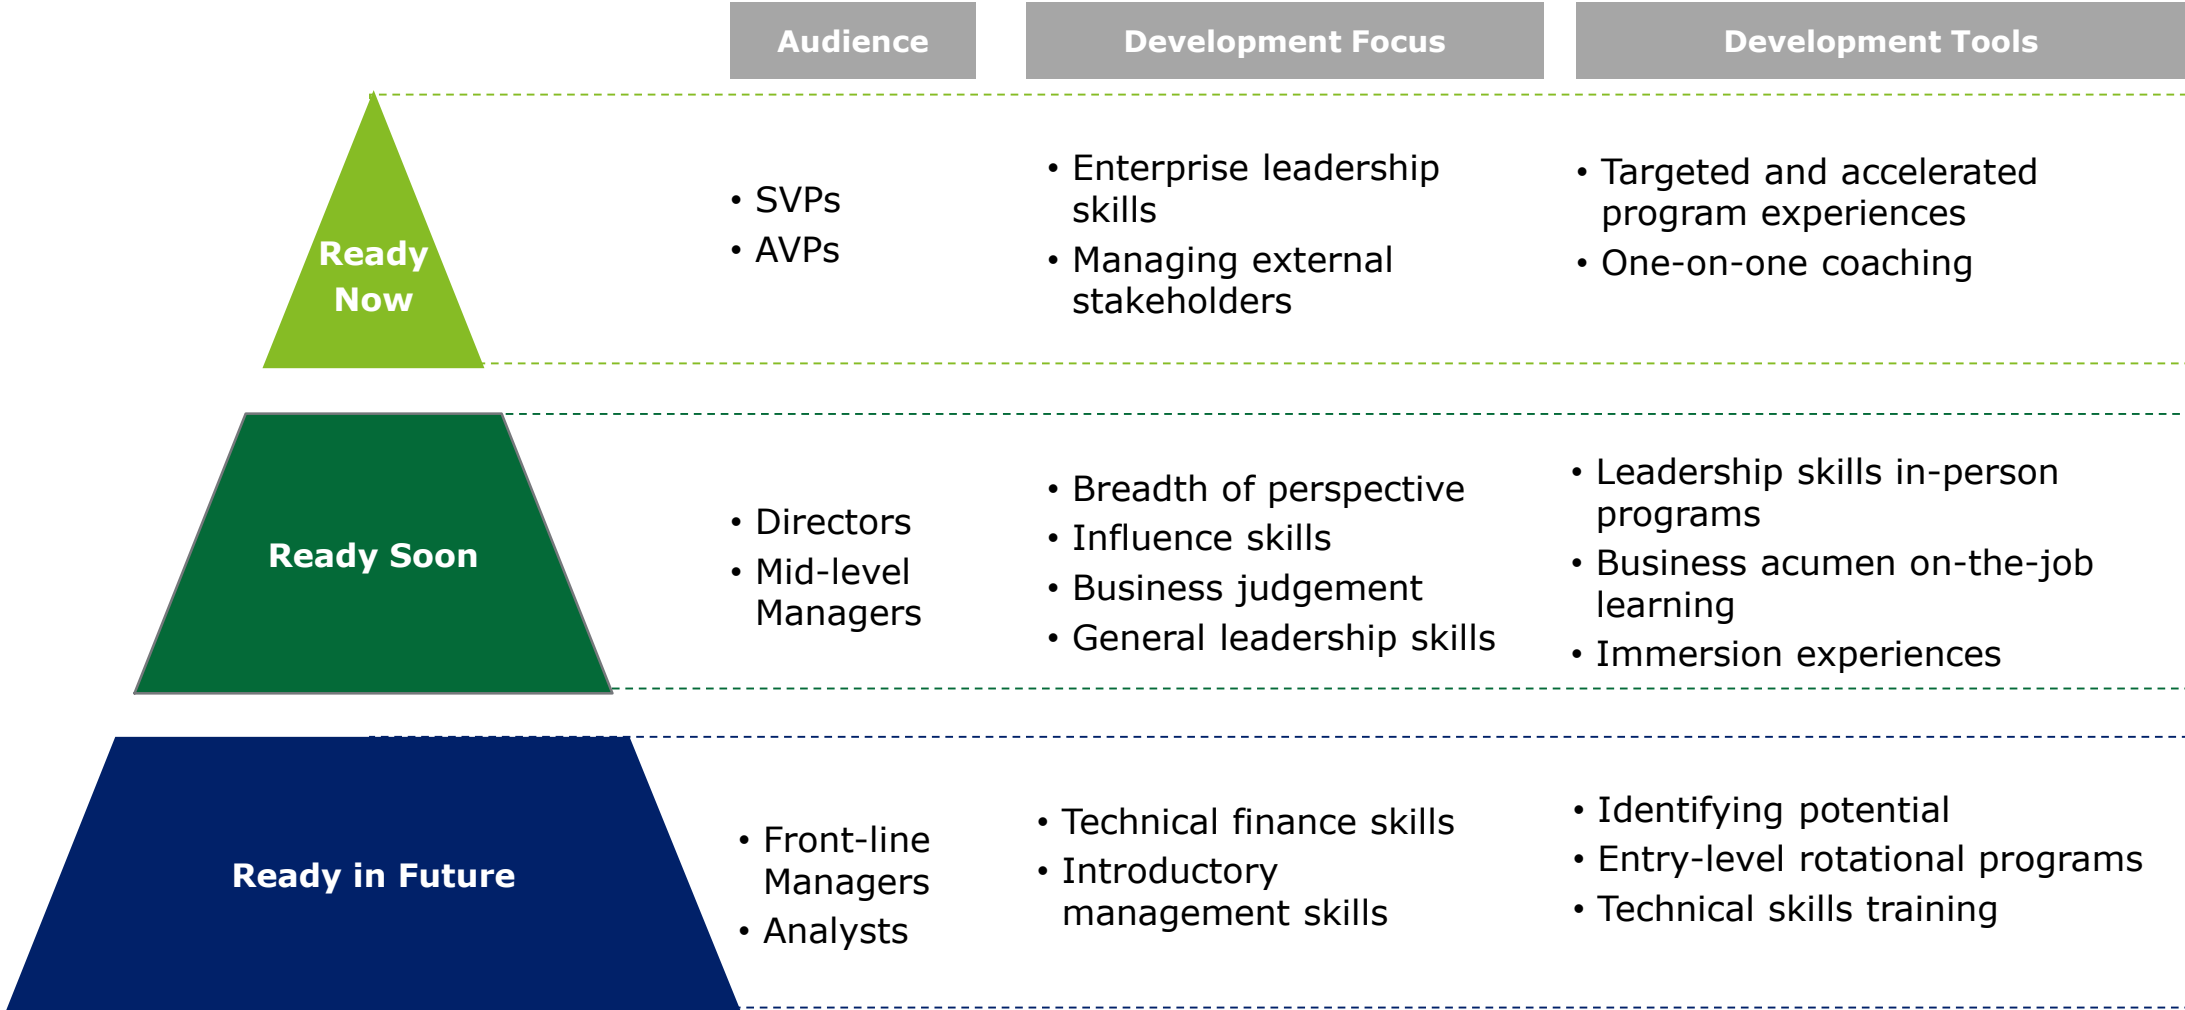 Audience
Development Focus
Development Tools
Ready
Now
• SVPs
• AVPs
• Enterprise leadership
skills
• Managing external
stakeholders
• Targeted and accelerated
program experiences
• One-on-one coaching
Ready Soon
• Directors
• Mid-level
Managers
• Breadth of perspective
• Influence skills
• Business judgement
• General leadership skills
• Leadership skills in-person
programs
• Business acumen on-the-job
learning
• Immersion experiences
Ready in Future
• Front-line
Managers
• Analysts
• Technical finance skills
• Introductory
management skills
• Identifying potential
• Entry-level rotational programs
• Technical skills training